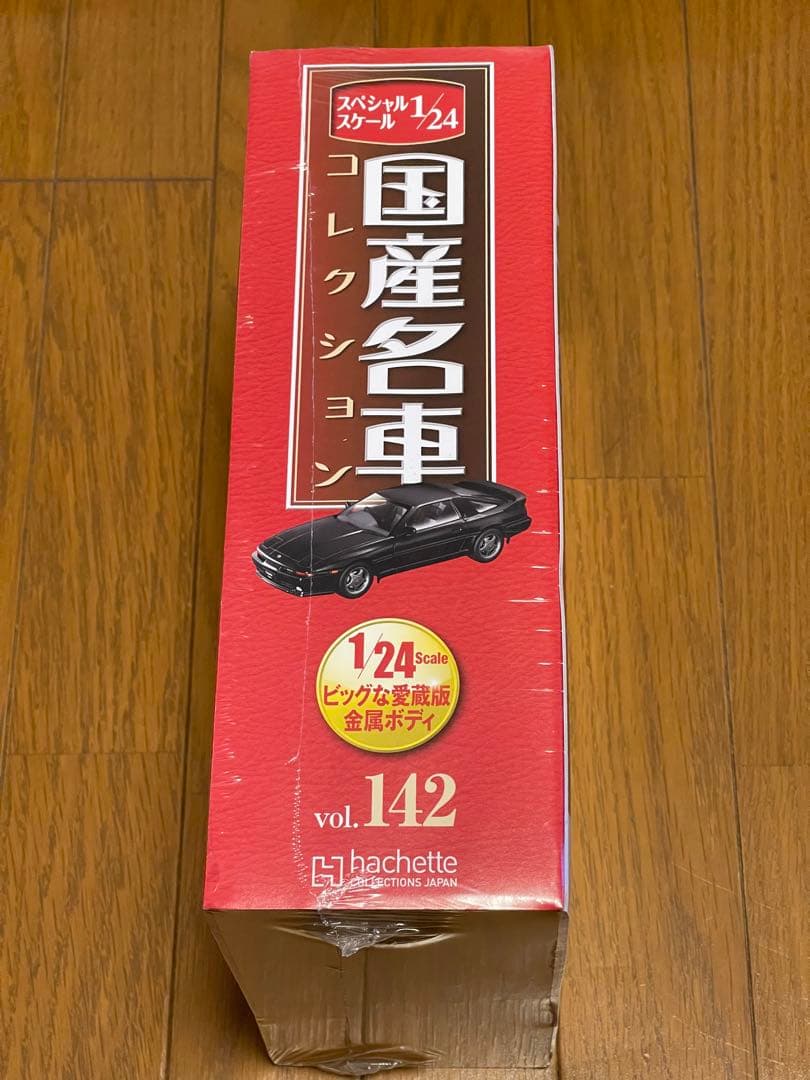 スペシャル
スケール 1/24
国産名車
コレクション
1/24 Scale
ビッグな愛蔵版
金属ボディ
vol.142
hachette
COLLECTIONS JAPAN